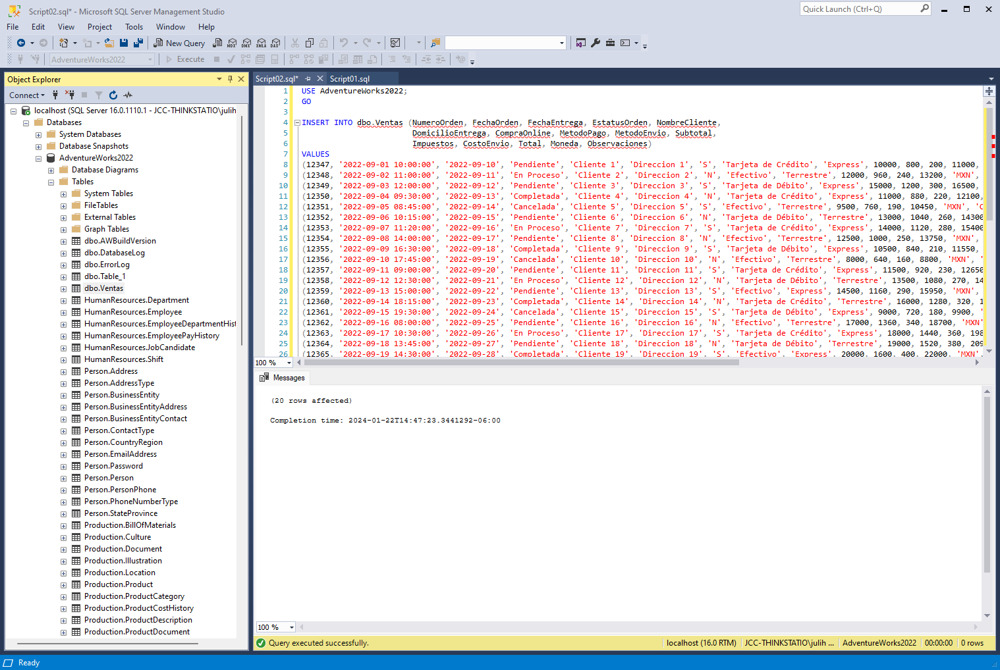 Script02.sql* - Microsoft SQL Server Management Studio
Quick Launch (Ctrl+Q)
File Edit View Project Tools Window Help
New Query
MDX DMX XMLA DAX
AdventureWorks2022
Execute
Object Explorer
Connect
localhost (SQL Server 16.0.1110.1 - JCC-THINKSTATIO\julih
Databases
System Databases
Database Snapshots
AdventureWorks2022
Database Diagrams
Tables
System Tables
FileTables
External Tables
Graph Tables
dbo.AWBuildVersion
dbo.DatabaseLog
dbo.ErrorLog
dbo.Table_1
dbo.Ventas
HumanResources.Department
HumanResources.Employee
HumanResources.EmployeeDepartmentHist
HumanResources.EmployeePayHistory
HumanResources.JobCandidate
HumanResources.Shift
Person.Address
Person.AddressType
Person.BusinessEntity
Person.BusinessEntityAddress
Person.BusinessEntityContact
Person.ContactType
Person.CountryRegion
Person.EmailAddress
Person.Password
Person.Person
Person.PersonPhone
Person.PhoneNumberType
Person.StateProvince
Production.BillOfMaterials
Production.Culture
Production.Document
Production.Illustration
Production.Location
Production.Product
Production.ProductCategory
Production.ProductCostHistory
Production.ProductDescription
Production.ProductDocument
Script02.sql* Script01.sql
1 USE AdventureWorks2022;
2 GO
3
4 INSERT INTO dbo.Ventas (NumeroOrden, FechaOrden, FechaEntrega, EstatusOrden, NombreCliente,
5 DomicilioEntrega, CompraOnline, MetodoPago, MetodoEnvio, Subtotal,
6 Impuestos, CostoEnvio, Total, Moneda, Observaciones)
7 VALUES
8 (12347, '2022-09-01 10:00:00', '2022-09-10', 'Pendiente', 'Cliente 1', 'Direccion 1', 'S', 'Tarjeta de Crédito', 'Express', 10000, 800, 200, 11000,
9 (12348, '2022-09-02 11:00:00', '2022-09-11', 'En Proceso', 'Cliente 2', 'Direccion 2', 'N', 'Efectivo', 'Terrestre', 12000, 960, 240, 13200, 'MXN',
10 (12349, '2022-09-03 12:00:00', '2022-09-12', 'Pendiente', 'Cliente 3', 'Direccion 3', 'S', 'Tarjeta de Débito', 'Express', 15000, 1200, 300, 16500,
11 (12350, '2022-09-04 09:30:00', '2022-09-13', 'Completada', 'Cliente 4', 'Direccion 4', 'N', 'Tarjeta de Crédito', 'Express', 11000, 880, 220, 12100,
12 (12351, '2022-09-05 08:45:00', '2022-09-14', 'Cancelada', 'Cliente 5', 'Direccion 5', 'S', 'Efectivo', 'Terrestre', 9500, 760, 190, 10450, 'MXN', 'C
13 (12352, '2022-09-06 10:15:00', '2022-09-15', 'Pendiente', 'Cliente 6', 'Direccion 6', 'N', 'Tarjeta de Débito', 'Terrestre', 13000, 1040, 260, 14300
14 (12353, '2022-09-07 11:20:00', '2022-09-16', 'En Proceso', 'Cliente 7', 'Direccion 7', 'S', 'Tarjeta de Crédito', 'Express', 14000, 1120, 280, 15400
15 (12354, '2022-09-08 14:00:00', '2022-09-17', 'Pendiente', 'Cliente 8', 'Direccion 8', 'N', 'Efectivo', 'Terrestre', 12500, 1000, 250, 13750, 'MXN',
16 (12355, '2022-09-09 16:30:00', '2022-09-18', 'Completada', 'Cliente 9', 'Direccion 9', 'S', 'Tarjeta de Débito', 'Express', 10500, 840, 210, 11550,
17 (12356, '2022-09-10 17:45:00', '2022-09-19', 'Cancelada', 'Cliente 10', 'Direccion 10', 'N', 'Efectivo', 'Terrestre', 8000, 640, 160, 8800, 'MXN', '
18 (12357, '2022-09-11 09:00:00', '2022-09-20', 'Pendiente', 'Cliente 11', 'Direccion 11', 'S', 'Tarjeta de Crédito', 'Express', 11500, 920, 230, 12650
19 (12358, '2022-09-12 12:30:00', '2022-09-21', 'En Proceso', 'Cliente 12', 'Direccion 12', 'N', 'Tarjeta de Débito', 'Terrestre', 13500, 1080, 270, 14
20 (12359, '2022-09-13 15:00:00', '2022-09-22', 'Pendiente', 'Cliente 13', 'Direccion 13', 'S', 'Efectivo', 'Express', 14500, 1160, 290, 15950, 'MXN',
21 (12360, '2022-09-14 18:15:00', '2022-09-23', 'Completada', 'Cliente 14', 'Direccion 14', 'N', 'Tarjeta de Crédito', 'Terrestre', 16000, 1280, 320, 1
22 (12361, '2022-09-15 19:30:00', '2022-09-24', 'Cancelada', 'Cliente 15', 'Direccion 15', 'S', 'Tarjeta de Débito', 'Express', 9000, 720, 180, 9900, '
23 (12362, '2022-09-16 08:00:00', '2022-09-25', 'Pendiente', 'Cliente 16', 'Direccion 16', 'N', 'Efectivo', 'Terrestre', 17000, 1360, 340, 18700, 'MXN'
24 (12363, '2022-09-17 10:30:00', '2022-09-26', 'En Proceso', 'Cliente 17', 'Direccion 17', 'S', 'Tarjeta de Crédito', 'Express', 18000, 1440, 360, 198
25 (12364, '2022-09-18 13:45:00', '2022-09-27', 'Pendiente', 'Cliente 18', 'Direccion 18', 'N', 'Tarjeta de Débito', 'Terrestre', 19000, 1520, 380, 209
26 (12365, '2022-09-19 14:30:00', '2022-09-28', 'Completada', 'Cliente 19', 'Direccion 19', 'S', 'Efectivo', 'Express', 20000, 1600, 400, 22000, 'MXN',
100 %
Messages
(20 rows affected)
Completion time: 2024-01-22T14:47:23.3441292-06:00
100 %
Query executed successfully.
localhost (16.0 RTM) JCC-THINKSTATIO\julih ... AdventureWorks2022 00:00:00 0 rows
Ready